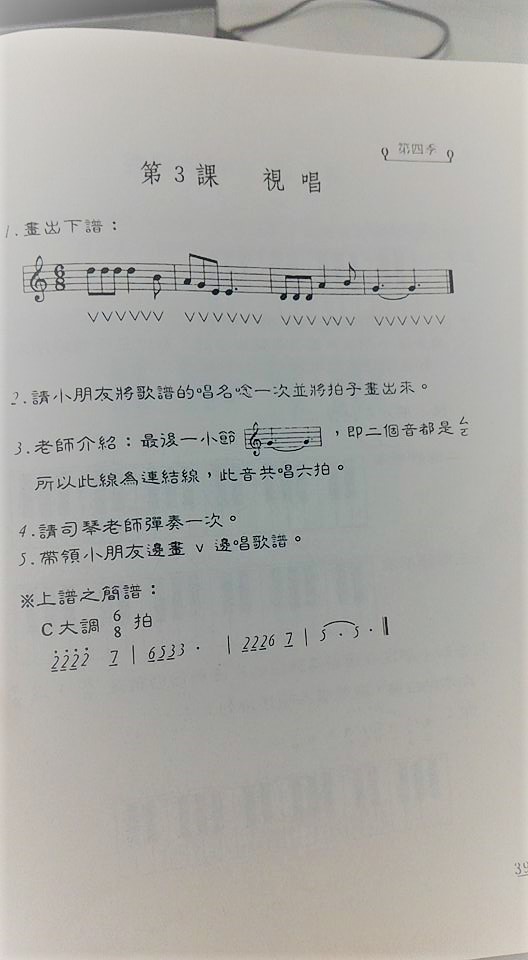 第四季
第3課 視唱
1.畫出下譜：
6
8
V V V V V V V V V V V V V V V V V V V V V V V V
2.請小朋友將歌譜的唱名唸一次並將拍子畫出來。
3.老師介紹：最後一小節，即二個音都是ㄙㄛ
所以此線為連結線，此音共唱六拍。
4.請司琴老師彈奏一次。
5.帶領小朋友邊畫 v 邊唱歌譜。
※上譜之簡譜：
C大調 6/8 拍
2222 7 | 6533 · | 2226 7 | 5 · 5 · ‖
39